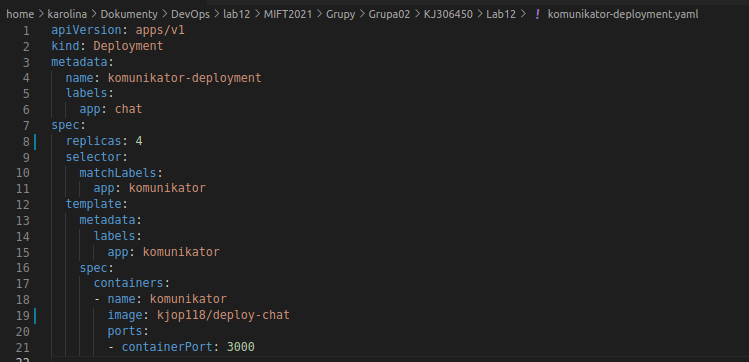 home > karolina > Dokumenty > DevOps > lab12 > MIFT2021 > Grupy > Grupa02 > KJ306450 > Lab12 > ! komunikator-deployment.yaml
1 apiVersion: apps/v1
2 kind: Deployment
3 metadata:
4   name: komunikator-deployment
5   labels:
6     app: chat
7 spec:
8   replicas: 4
9   selector:
10     matchLabels:
11       app: komunikator
12   template:
13     metadata:
14       labels:
15         app: komunikator
16     spec:
17       containers:
18       - name: komunikator
19         image: kjop118/deploy-chat
20         ports:
21         - containerPort: 3000
22